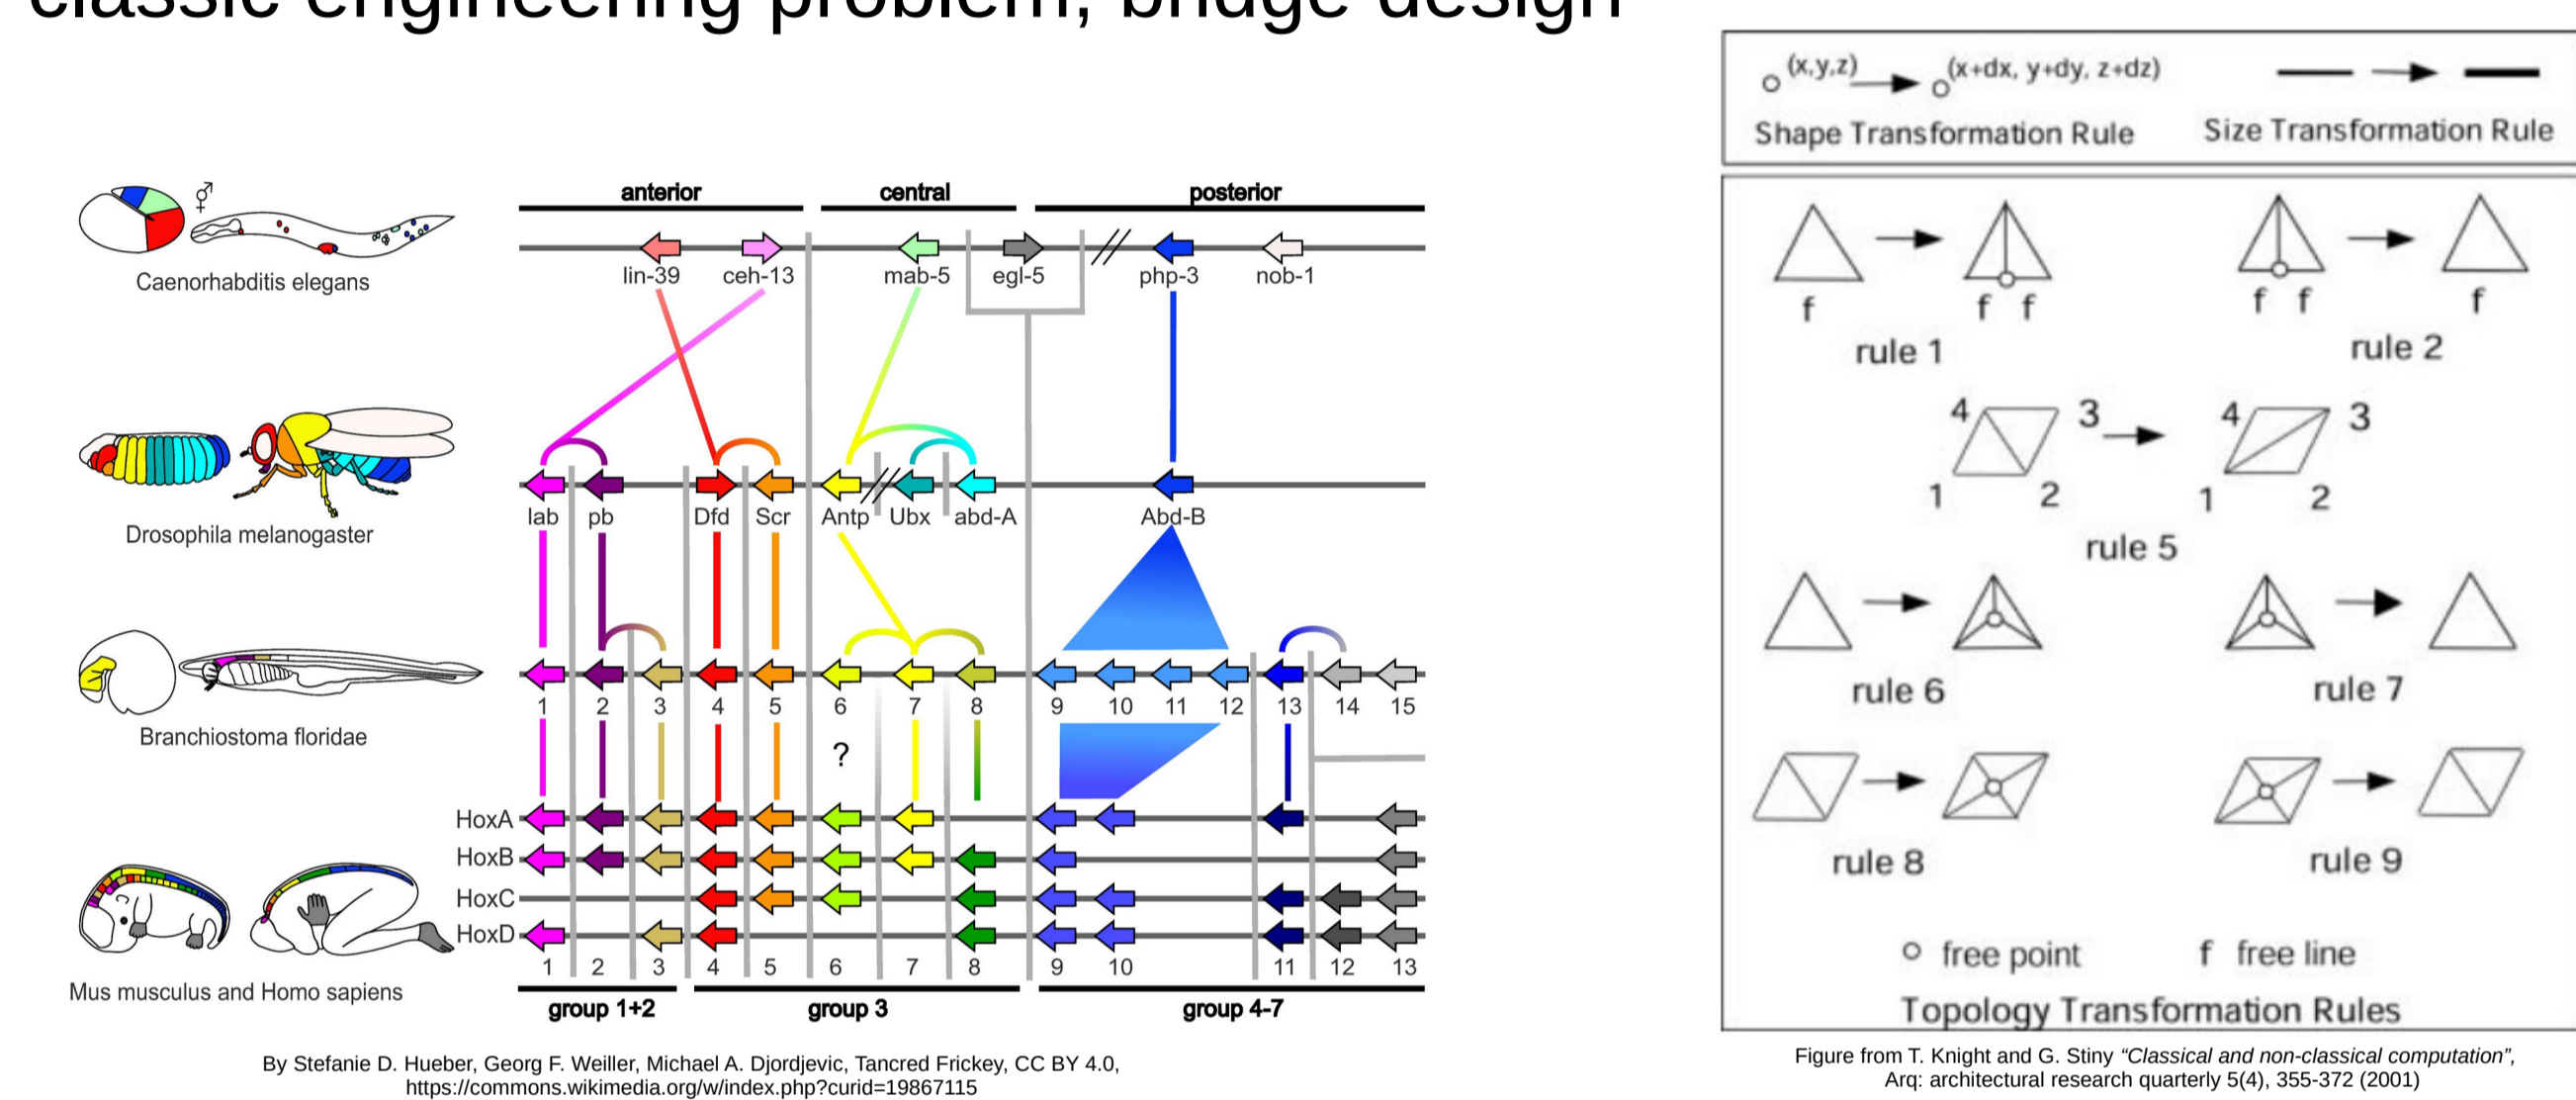 classic engineering problem, bridge design
anterior central posterior
lin-39 ceh-13 mab-5 egl-5 php-3 nob-1
Caenorhabditis elegans
lab pb Dfd Scr Antp Ubx abd-A Abd-B
Drosophila melanogaster
1 2 3 4 5 6 7 8 9 10 11 12 13 14 15
Branchiostoma floridae
?
HoxA
HoxB
HoxC
HoxD
1 2 3 4 5 6 7 8 9 10 11 12 13
Mus musculus and Homo sapiens
group 1+2 group 3 group 4-7
By Stefanie D. Hueber, Georg F. Weiller, Michael A. Djordjevic, Tancred Frickey, CC BY 4.0,
https://commons.wikimedia.org/w/index.php?curid=19867115
(x,y,z) (x+dx, y+dy, z+dz)
Shape Transformation Rule Size Transformation Rule
f f f f f f
rule 1 rule 2
4 3 4 3
1 2 1 2
rule 5
rule 6 rule 7
rule 8 rule 9
free point f free line
Topology Transformation Rules
Figure from T. Knight and G. Stiny “Classical and non-classical computation”,
Arq: architectural research quarterly 5(4), 355-372 (2001)